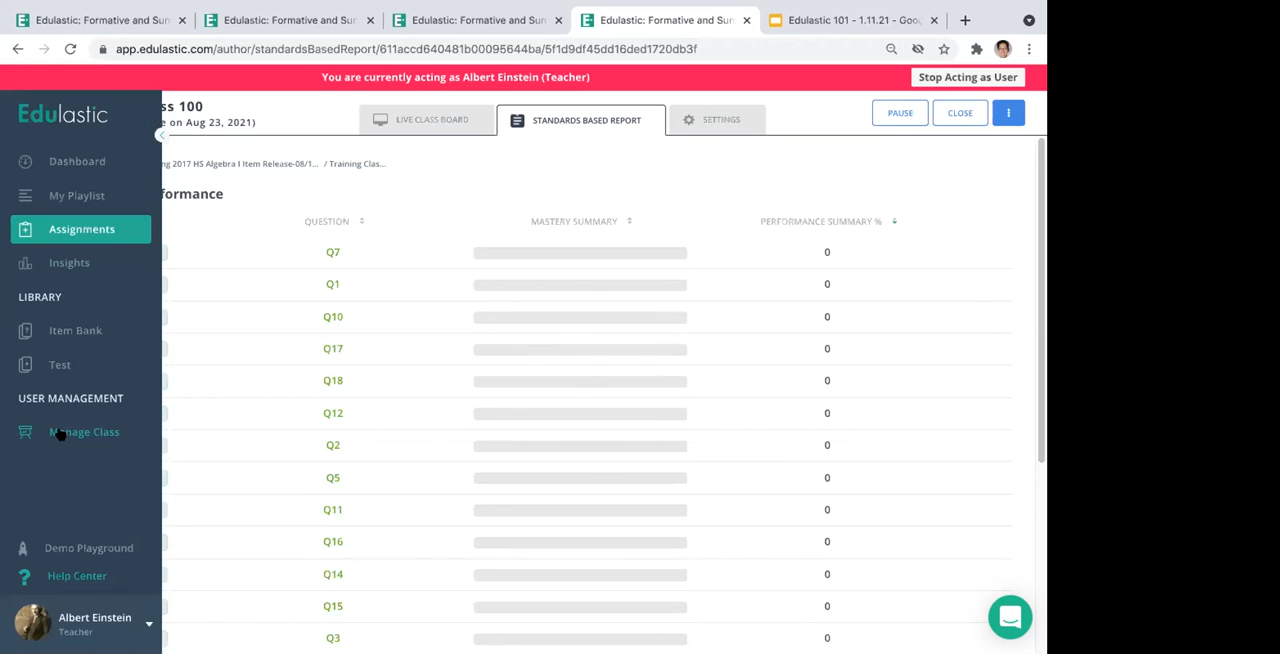 Edulastic: Formative and Sun
Edulastic: Formative and Sun
Edulastic: Formative and Sun
Edulastic: Formative and Sun
Edulastic 101 - 1.11.21 - Goo
app.edulastic.com/author/standardsBasedReport/611accd640481b00095644ba/5f1d9df45dd16ded1720db3f
You are currently acting as Albert Einstein (Teacher)
Stop Acting as User
Edulastic
Dashboard
My Playlist
Assignments
Insights
LIBRARY
Item Bank
Test
USER MANAGEMENT
Manage Class
Demo Playground
Help Center
Albert Einstein
Teacher
ss 100
e on Aug 23, 2021)
LIVE CLASS BOARD
STANDARDS BASED REPORT
SETTINGS
PAUSE
CLOSE
ng 2017 HS Algebra I Item Release-08/1... / Training Clas...
formance
QUESTION MASTERY SUMMARY PERFORMANCE SUMMARY %
Q7 0
Q1 0
Q10 0
Q17 0
Q18 0
Q12 0
Q2 0
Q5 0
Q11 0
Q16 0
Q14 0
Q15 0
Q3 0